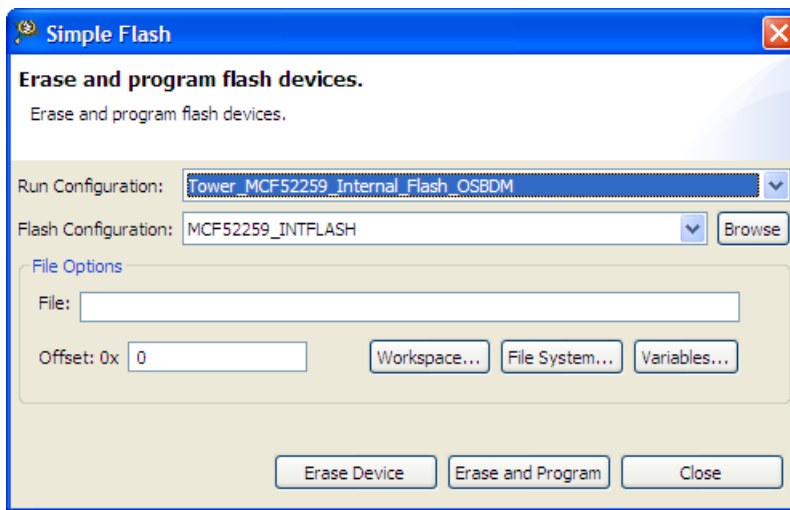 Simple Flash
Erase and program flash devices.
Erase and program flash devices.
Run Configuration: Tower_MCF52259_Internal_Flash_OSBDM
Flash Configuration: MCF52259_INTFLASH Browse
File Options
File:
Offset: 0x 0 Workspace... File System... Variables...
Erase Device Erase and Program Close